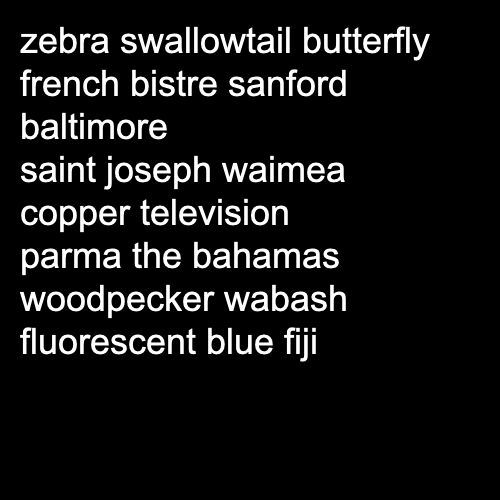 zebra swallowtail butterfly
french bistre sanford
baltimore
saint joseph waimea
copper television
parma the bahamas
woodpecker wabash
fluorescent blue fiji